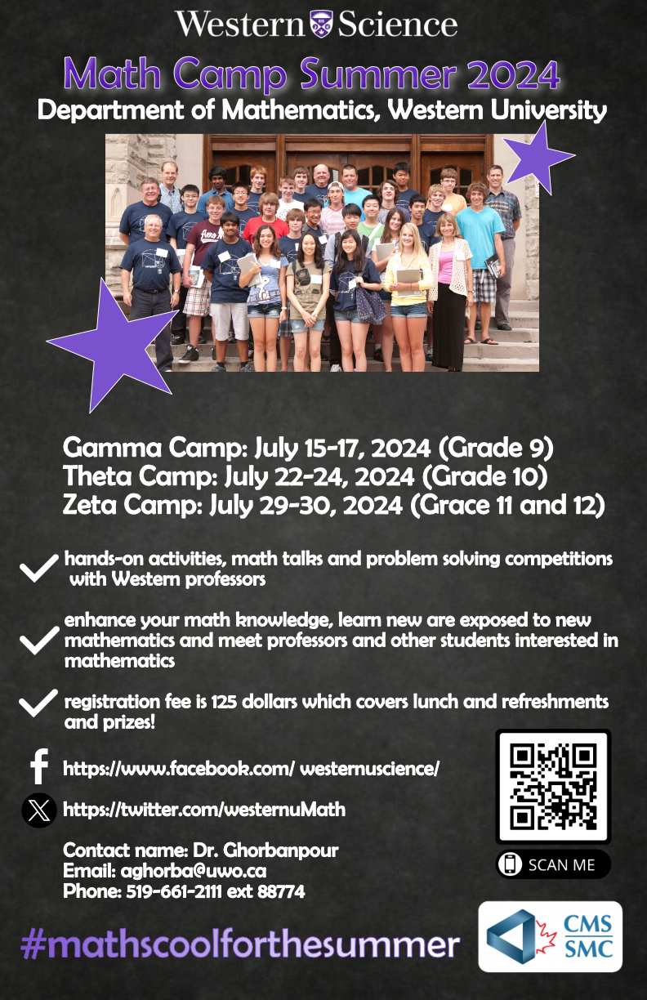 Western Science
Math Camp Summer 2024
Department of Mathematics, Western University
Gamma Camp: July 15-17, 2024 (Grade 9)
Theta Camp: July 22-24, 2024 (Grade 10)
Zeta Camp: July 29-30, 2024 (Grace 11 and 12)
hands-on activities, math talks and problem solving competitions
with Western professors
enhance your math knowledge, learn new are exposed to new
mathematics and meet professors and other students interested in
mathematics
registration fee is 125 dollars which covers lunch and refreshments
and prizes!
https://www.facebook.com/ westernuscience/
https://twitter.com/westernuMath
Contact name: Dr. Ghorbanpour
Email: aghorba@uwo.ca
Phone: 519-661-2111 ext 88774
SCAN ME
#mathscoolforthesummer
CMS
SMC